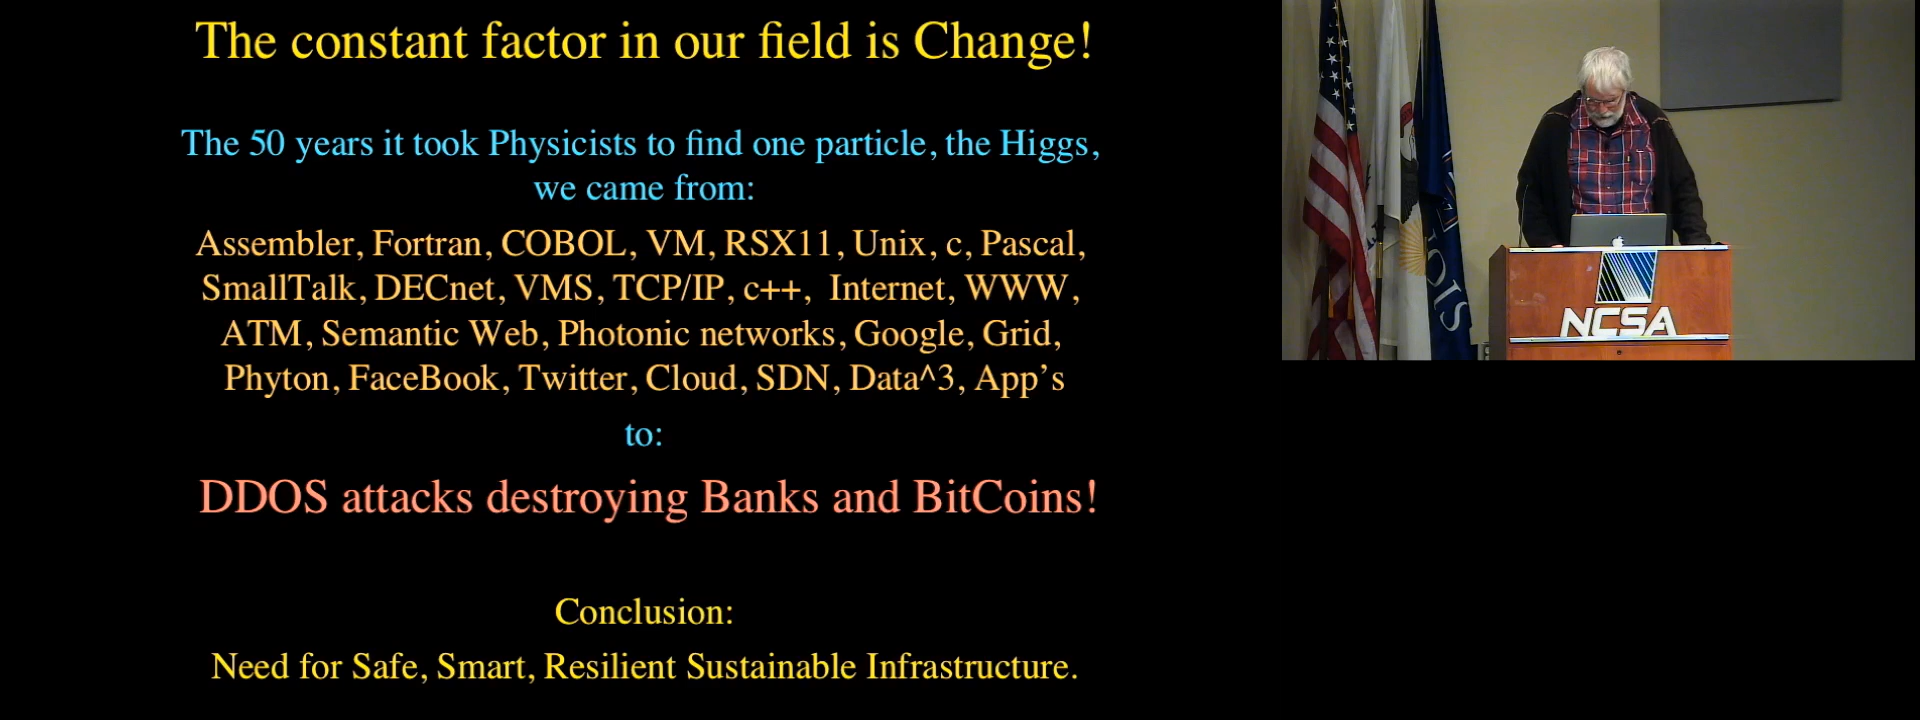 The constant factor in our field is Change!
The 50 years it took Physicists to find one particle, the Higgs,
we came from:
Assembler, Fortran, COBOL, VM, RSX11, Unix, c, Pascal,
SmallTalk, DECnet, VMS, TCP/IP, c++, Internet, WWW,
ATM, Semantic Web, Photonic networks, Google, Grid,
Phyton, FaceBook, Twitter, Cloud, SDN, Data^3, App's
to:
DDOS attacks destroying Banks and BitCoins!
Conclusion:
Need for Safe, Smart, Resilient Sustainable Infrastructure.
NCSA